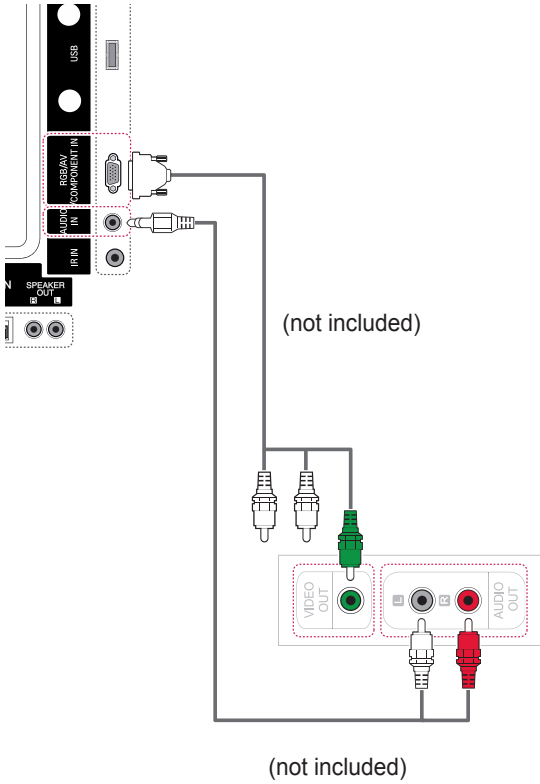 USB
RGB/AV
/COMPONENT IN
AUDIO
IN
IR IN
N
SPEAKER
OUT
R L
(not included)
VIDEO
OUT
L R
AUDIO
OUT
(not included)